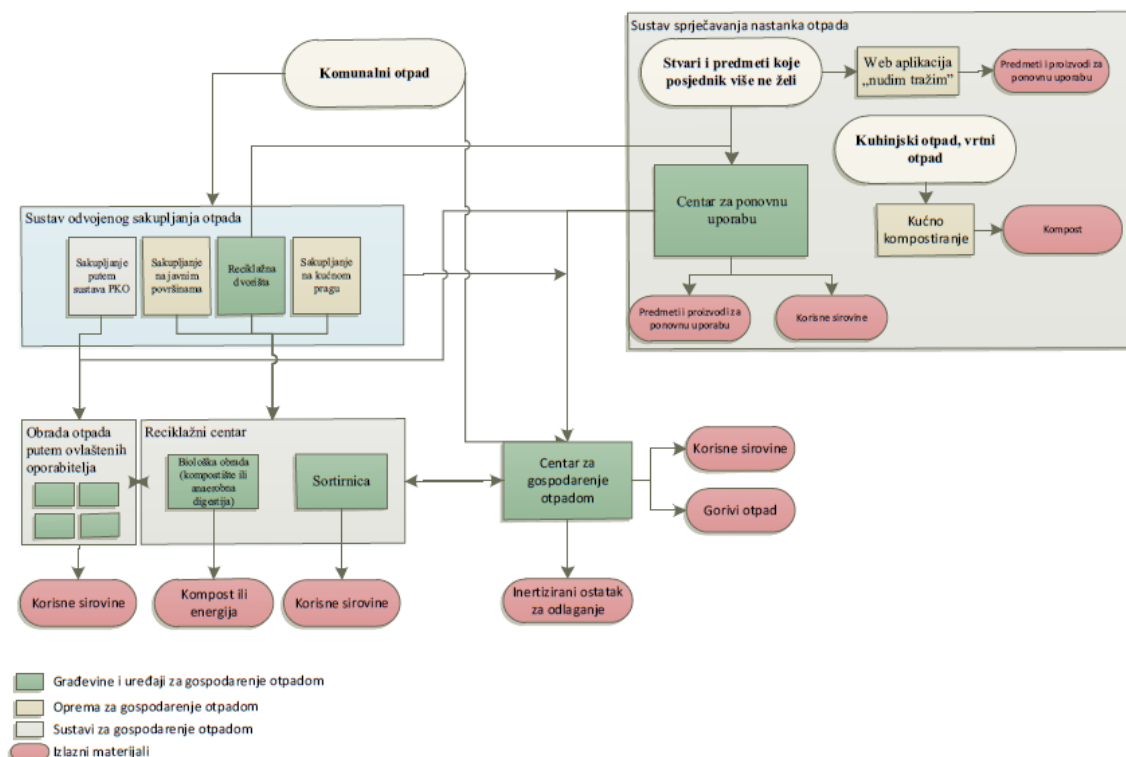 Sustav sprječavanja nastanka otpada
Komunalni otpad
Stvari i predmeti koje
posjednik više ne želi
Web aplikacija
„nudim tražim”
Predmeti i proizvodi za
ponovnu uporabu
Kuhinjski otpad, vrtni
otpad
Centar za ponovnu
uporabu
Kućno
kompostiranje
Kompost
Predmeti i proizvodi za
ponovnu uporabu
Korisne sirovine
Sustav odvojenog sakupljanja otpada
Sakupljanje
putem
sustava PKO
Sakupljanje
na javnim
površinama
Reciklažna
dvorišta
Sakupljanje
na kućnom
pragu
Obrada otpada
putem ovlaštenih
oporabitelja
Reciklažni centar
Biološka obrada
(kompostište ili
anaerobna
digestija)
Sortirnica
Centar za
gospodarenje
otpadom
Korisne sirovine
Gorivi otpad
Korisne sirovine
Kompost ili
energija
Korisne sirovine
Inertizirani ostatak
za odlaganje
Građevine i uređaji za gospodarenje otpadom
Oprema za gospodarenje otpadom
Sustavi za gospodarenje otpadom
Izlazni materijali